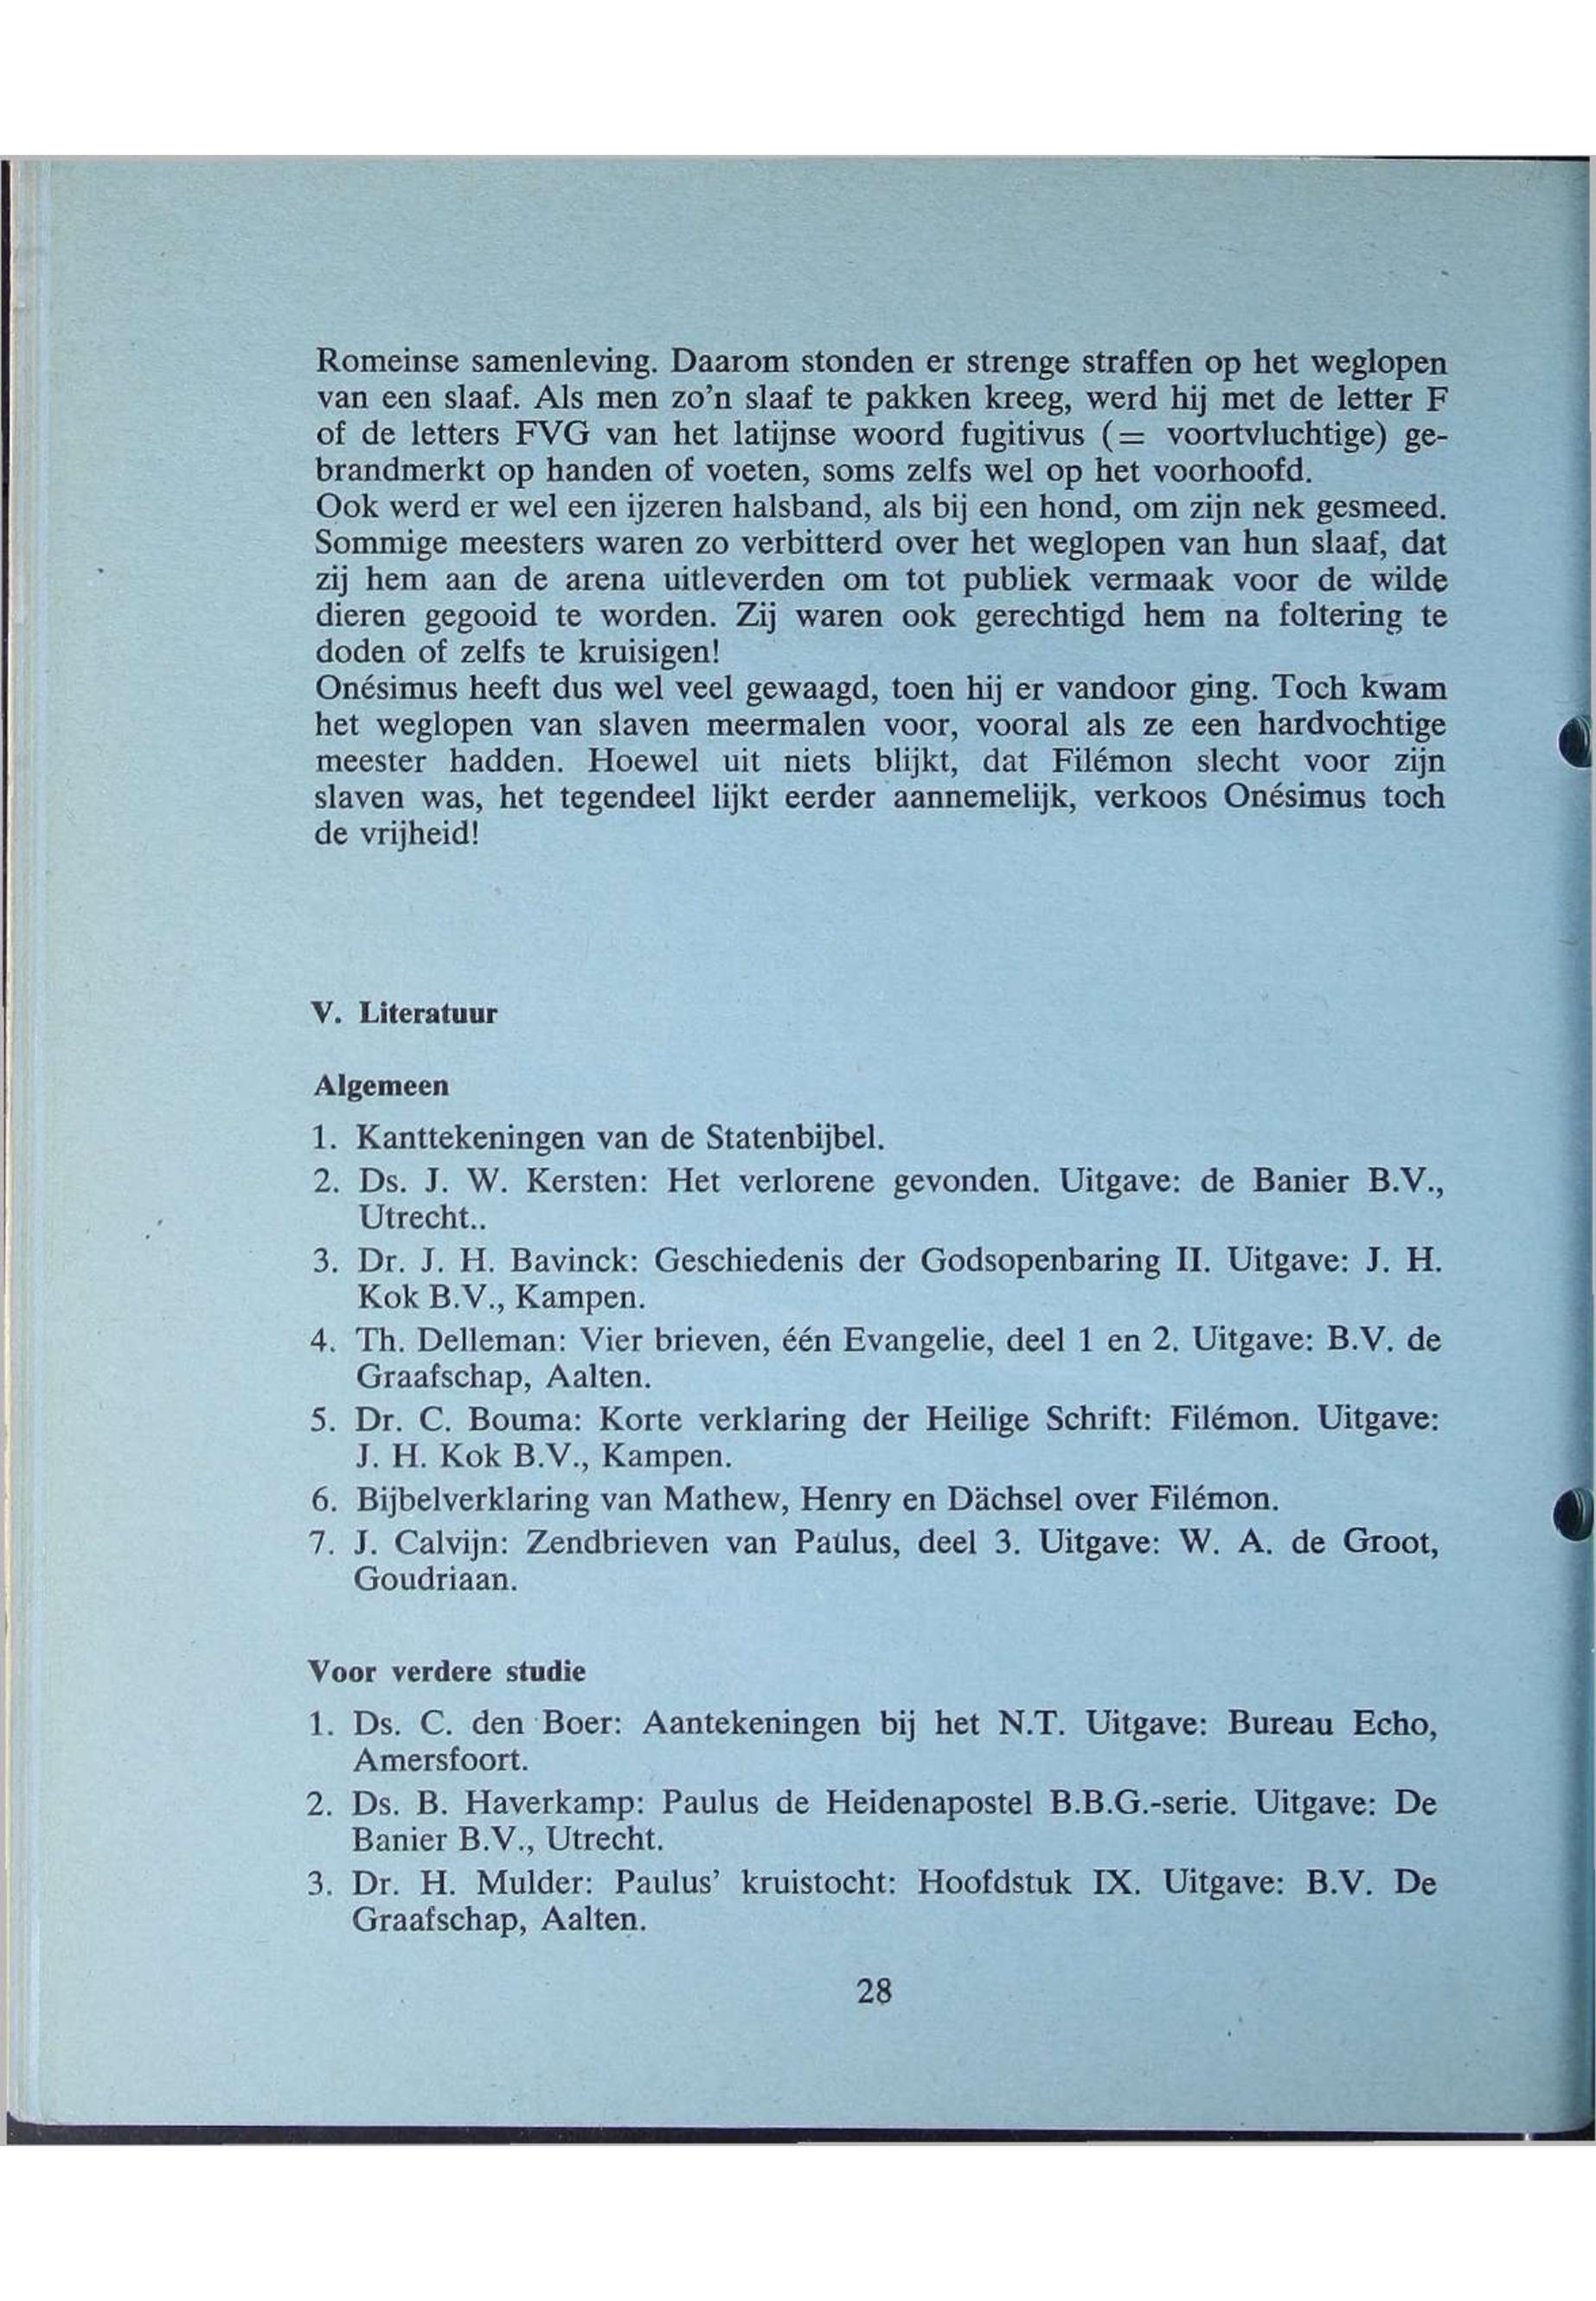 Romeinse samenleving. Daarom stonden er strenge straffen op het weglopen
van een slaaf. Als men zo'n slaaf te pakken kreeg, werd hij met de letter F
of de letters FVG van het latijnse woord fugitivus (= voortvluchtige) ge-
brandmerkt op handen of voeten, soms zelfs wel op het voorhoofd.
Ook werd er wel een ijzeren halsband, als bij een hond, om zijn nek gesmeed.
Sommige meesters waren zo verbitterd over het weglopen van hun slaaf, dat
zij hem aan de arena uitleverden om tot publiek vermaak voor de wilde
dieren gegooid te worden. Zij waren ook gerechtigd hem na foltering te
doden of zelfs te kruisigen!
Onésimus heeft dus wel veel gewaagd, toen hij er vandoor ging. Toch kwam
het weglopen van slaven meermalen voor, vooral als ze een hardvochtige
meester hadden. Hoewel uit niets blijkt, dat Filémon slecht voor zijn
slaven was, het tegendeel lijkt eerder aannemelijk, verkoos Onésimus toch
de vrijheid!
V. Literatuur
Algemeen
1. Kanttekeningen van de Statenbijbel.
2. Ds. J. W. Kersten: Het verlorene gevonden. Uitgave: de Banier B.V.,
Utrecht..
3. Dr. J. H. Bavinck: Geschiedenis der Godsopenbaring II. Uitgave: J. H.
Kok B.V., Kampen.
4. Th. Delleman: Vier brieven, één Evangelie, deel 1 en 2. Uitgave: B.V. de
Graafschap, Aalten.
5. Dr. C. Bouma: Korte verklaring der Heilige Schrift: Filémon. Uitgave:
J. H. Kok B.V., Kampen.
6. Bijbelverklaring van Mathew, Henry en Dächsel over Filémon.
7. J. Calvijn: Zendbrieven van Paulus, deel 3. Uitgave: W. A. de Groot,
Goudriaan.
Voor verdere studie
1. Ds. C. den Boer: Aantekeningen bij het N.T. Uitgave: Bureau Echo,
Amersfoort.
2. Ds. B. Haverkamp: Paulus de Heidenapostel B.B.G.-serie. Uitgave: De
Banier B.V., Utrecht.
3. Dr. H. Mulder: Paulus' kruistocht: Hoofdstuk IX. Uitgave: B.V. De
Graafschap, Aalten.
28